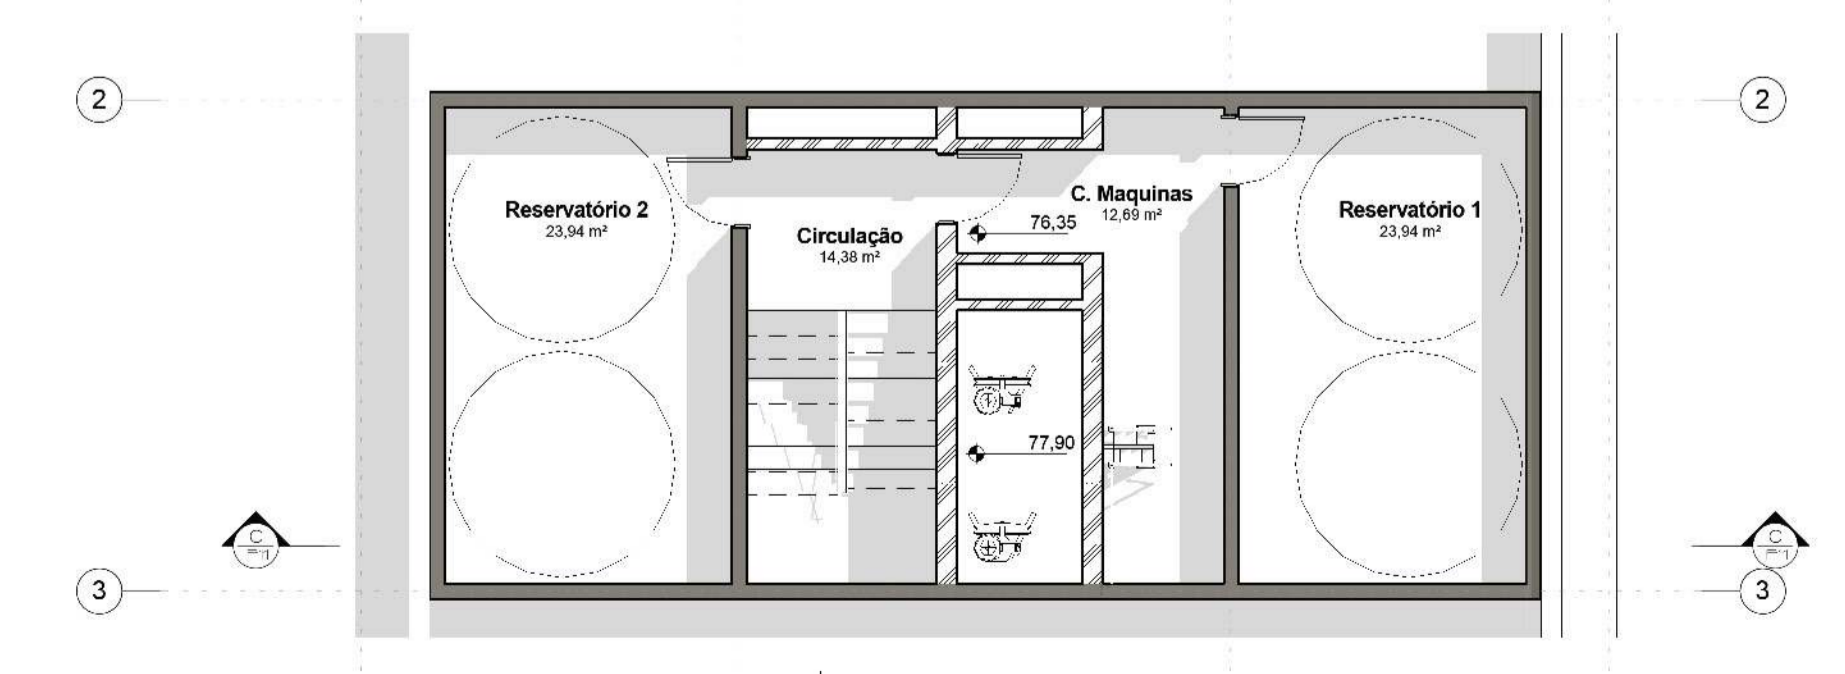 2
2
Reservatório 2
23,94 m²
Circulação
14,38 m²
C. Maquinas
12,69 m²
76,35
Reservatório 1
23,94 m²
77,90
C
C
3
3